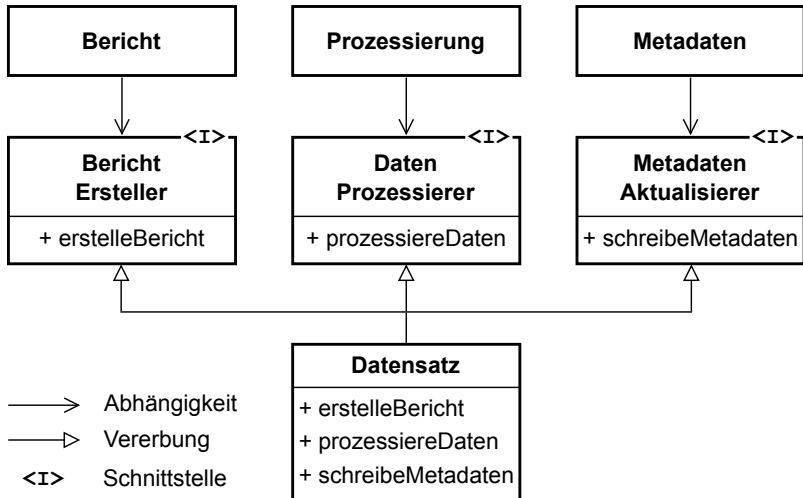 Bericht
Prozessierung
Metadaten
<I>
<I>
<I>
Bericht
Ersteller
Daten
Prozessierer
Metadaten
Aktualisierer
+ erstelleBericht
+ prozessiereDaten
+ schreibeMetadaten
Datensatz
+ erstelleBericht
+ prozessiereDaten
+ schreibeMetadaten
Abhängigkeit
Vererbung
<I> Schnittstelle